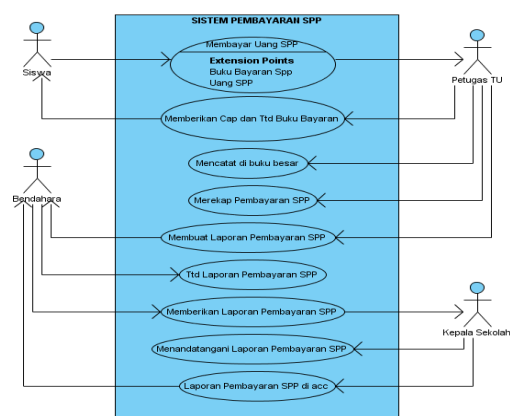 SISTEM PEMBAYARAN SPP
Membayar Uang SPP
Extension Points
Buku Bayaran Spp
Uang SPP
Siswa
Petugas TU
Memberikan Cap dan Ttd Buku Bayaran
Mencatat di buku besar
Bendahara
Merekap Pembayaran SPP
Membuat Laporan Pembayran SPP
Ttd Laporan Pembayaran SPP
Memberikan Laporan Pembayaran SPP
Kepala Sekolah
Menandatangani Laporan Pembayaran SPP
Laporan Pembayaran SPP di acc